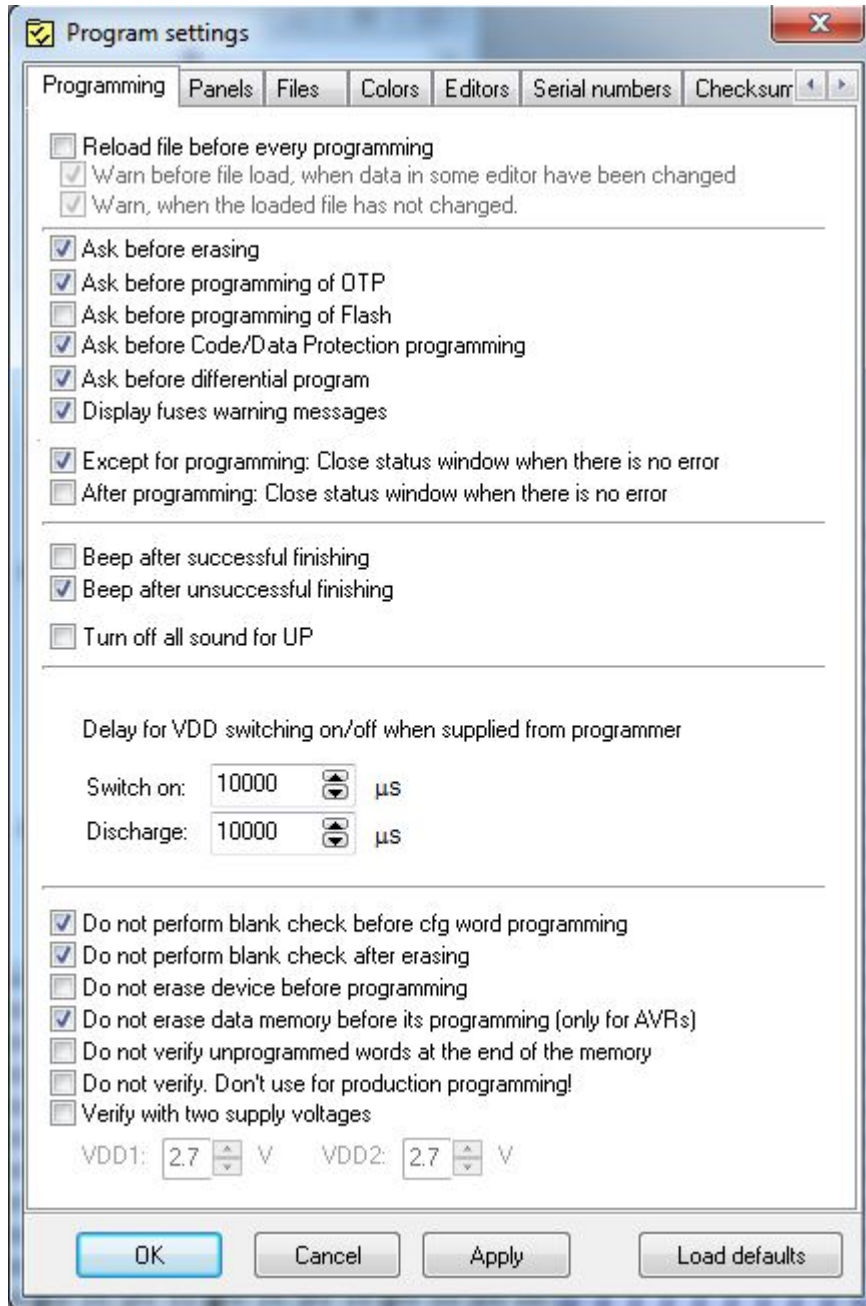 Program settings
Programming Panels Files Colors Editors Serial numbers Checksum
Reload file before every programming
Warn before file load, when data in some editor have been changed
Warn, when the loaded file has not changed.
Ask before erasing
Ask before programming of OTP
Ask before programming of Flash
Ask before Code/Data Protection programming
Ask before differential program
Display fuses warning messages
Except for programming: Close status window when there is no error
After programming: Close status window when there is no error
Beep after successful finishing
Beep after unsuccessful finishing
Turn off all sound for UP
Delay for VDD switching on/off when supplied from programmer
Switch on: 10000 µs
Discharge: 10000 µs
Do not perform blank check before cfg word programming
Do not perform blank check after erasing
Do not erase device before programming
Do not erase data memory before its programming (only for AVRs)
Do not verify unprogrammed words at the end of the memory
Do not verify. Don't use for production programming!
Verify with two supply voltages
VDD1: 2.7 V VDD2: 2.7 V
OK Cancel Apply Load defaults